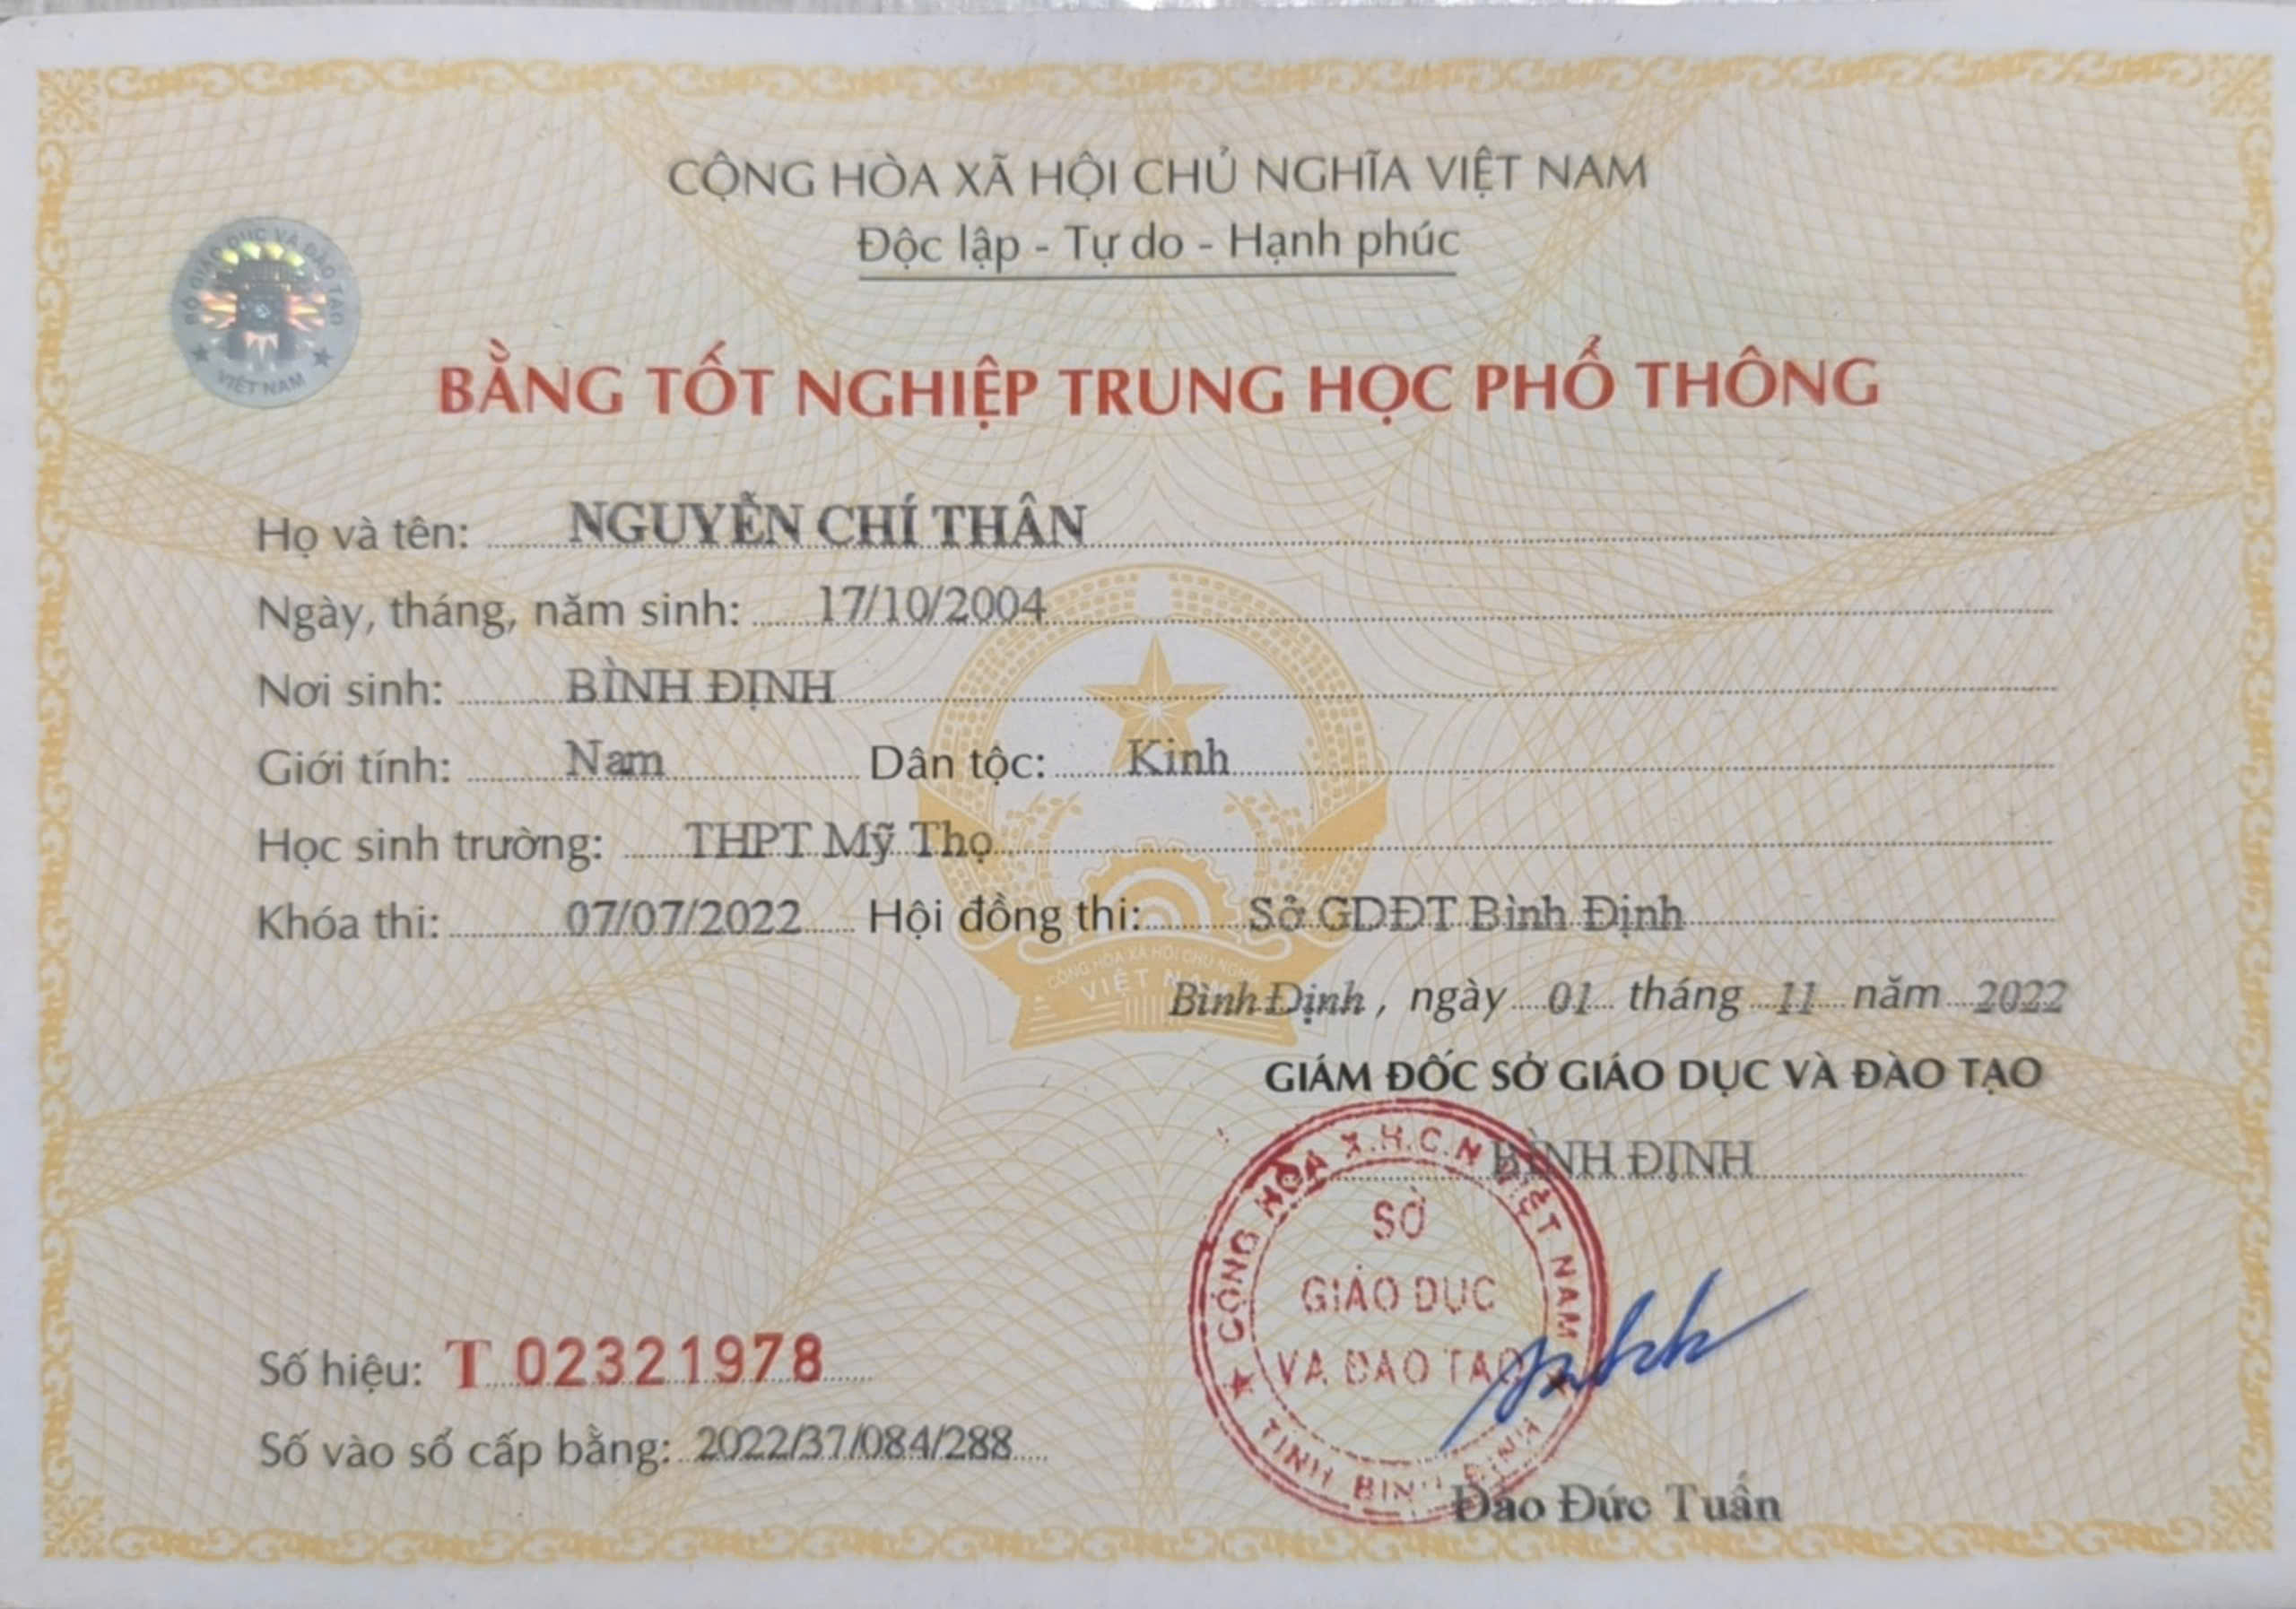 CỘNG HÒA XÃ HỘI CHỦ NGHĨA VIỆT NAM
Độc lập - Tự do - Hạnh phúc
BỘ GIÁO DỤC VÀ ĐÀO TẠO
VIỆT NAM
BẰNG TỐT NGHIỆP TRUNG HỌC PHỔ THÔNG
Họ và tên: NGUYỄN CHÍ THÂN
Ngày, tháng, năm sinh: 17/10/2004
Nơi sinh: BÌNH ĐỊNH
Giới tính: Nam Dân tộc: Kinh
Học sinh trường: THPT Mỹ Thọ
Khóa thi: 07/07/2022 Hội đồng thi: Sở GDĐT Bình Định
CỘNG HÒA XÃ HỘI CHỦ NGHĨA
VIỆT NAM
Bình Định, ngày 01 tháng 11 năm 2022
GIÁM ĐỐC SỞ GIÁO DỤC VÀ ĐÀO TẠO
BÌNH ĐỊNH
CỘNG HÒA X.H.C.N VIỆT NAM
SỞ
GIÁO DỤC
VÀ ĐÀO TẠO
TỈNH BÌNH ĐỊNH
Số hiệu: T 02321978
Số vào sổ cấp bằng: 2022/37/084/288
Đào Đức Tuấn